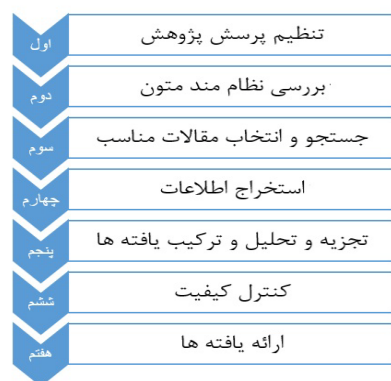 اول
تنظیم پرسش پژوهش
دوم
بررسی نظام مند متون
سوم
جستجو و انتخاب مقالات مناسب
چهارم
استخراج اطلاعات
پنجم
تجزیه و تحلیل و ترکیب یافته ها
ششم
کنترل کیفیت
هفتم
ارائه یافته ها